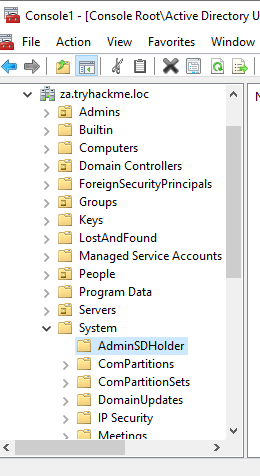 Console1 - [Console Root\Active Directory U
File Action View Favorites Window
za.tryhackme.loc
Admins
Builtin
Computers
Domain Controllers
ForeignSecurityPrincipals
Groups
Keys
LostAndFound
Managed Service Accounts
People
Program Data
Servers
System
AdminSDHolder
ComPartitions
ComPartitionSets
DomainUpdates
IP Security
Meetings